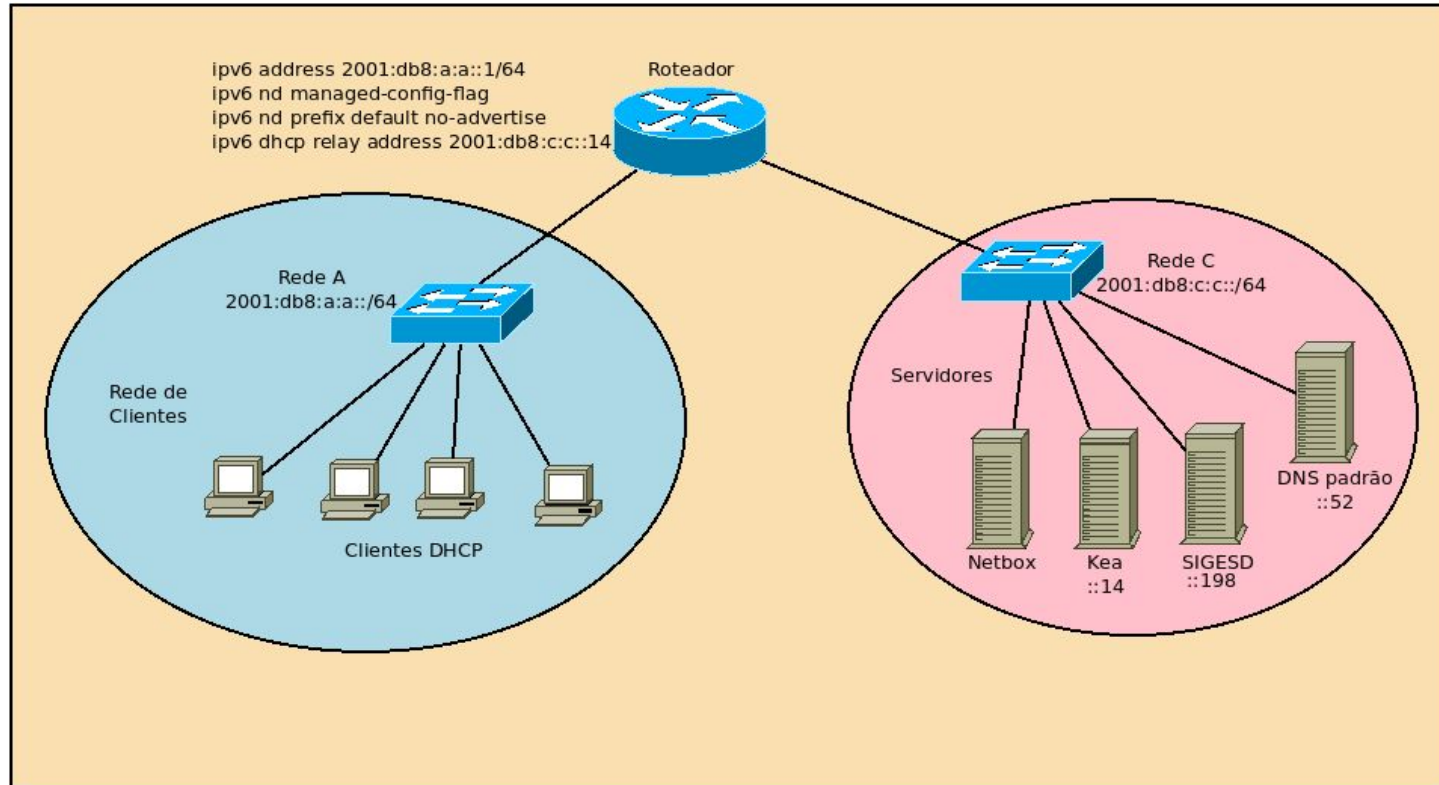 ipv6 address 2001:db8:a:a::1/64
ipv6 nd managed-config-flag
ipv6 nd prefix default no-advertise
ipv6 dhcp relay address 2001:db8:c:c::14
Roteador
Rede A
2001:db8:a:a::/64
Rede de
Clientes
Clientes DHCP
Rede C
2001:db8:c:c::/64
Servidores
DNS padrão
::52
Netbox
Kea
::14
SIGESD
::198